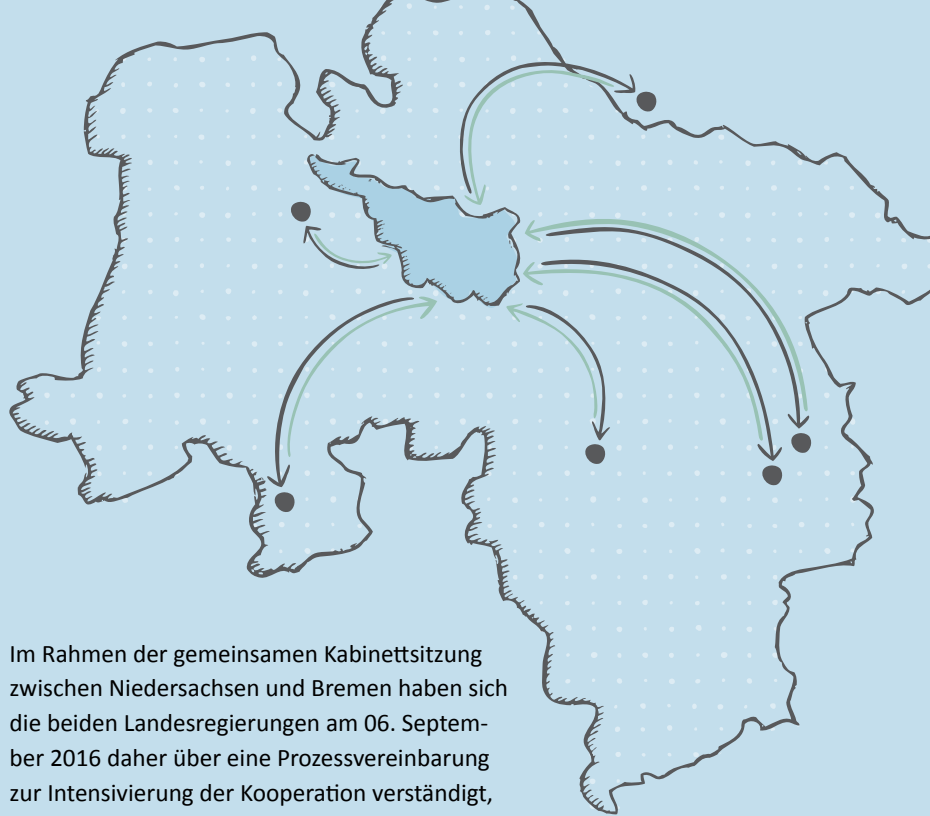 Im Rahmen der gemeinsamen Kabinettsitzung
zwischen Niedersachsen und Bremen haben sich
die beiden Landesregierungen am 06. Septem-
ber 2016 daher über eine Prozessvereinbarung
zur Intensivierung der Kooperation verständigt,